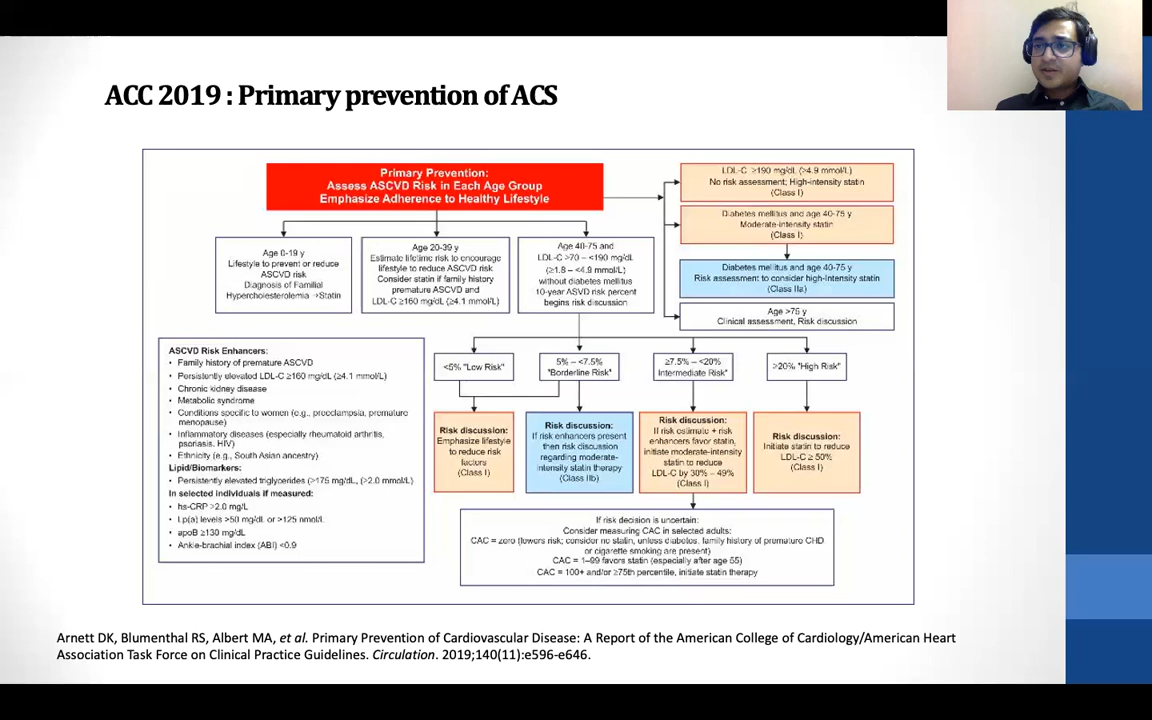 ACC 2019 : Primary prevention of ACS
Primary Prevention:
Assess ASCVD Risk in Each Age Group
Emphasize Adherence to Healthy Lifestyle
LDL-C ≥190 mg/dL (≥4.9 mmol/L)
No risk assessment; High-intensity statin
(Class I)
Diabetes mellitus and age 40-75 y
Moderate-intensity statin
(Class I)
Diabetes mellitus and age 40-75 y
Risk assessment to consider high-intensity statin
(Class IIa)
Age >75 y
Clinical assessment, Risk discussion
Age 0-19 y
Lifestyle to prevent or reduce
ASCVD risk
Diagnosis of Familial
Hypercholesterolemia →Statin
Age 20-39 y
Estimate lifetime risk to encourage
lifestyle to reduce ASCVD risk
Consider statin if family history
premature ASCVD and
LDL-C ≥160 mg/dL (≥4.1 mmol/L)
Age 40-75 and
LDL-C >70 – <190 mg/dL
(≥1.8 – <4.9 mmol/L)
without diabetes mellitus
10-year ASVD risk percent
begins risk discussion
<5% "Low Risk"
5% – <7.5%
"Borderline Risk"
≥7.5% – <20%
Intermediate Risk"
>20% "High Risk"
Risk discussion:
Emphasize lifestyle
to reduce risk
factors
(Class I)
Risk discussion:
If risk enhancers present
then risk discussion
regarding moderate-
intensity statin therapy
(Class IIb)
Risk discussion:
If risk estimate + risk
enhancers favor statin,
initiate moderate-intensity
statin to reduce
LDL-C by 30% – 49%
(Class I)
Risk discussion:
Initiate statin to reduce
LDL-C ≥ 50%
(Class I)
If risk decision is uncertain:
Consider measuring CAC in selected adults:
CAC = zero (lowers risk; consider no statin, unless diabetes, family history of premature CHD
or cigarette smoking are present)
CAC = 1–99 favors statin (especially after age 55)
CAC = 100+ and/or ≥75th percentile, initiate statin therapy
ASCVD Risk Enhancers:
• Family history of premature ASCVD
• Persistently elevated LDL-C ≥160 mg/dL (≥4.1 mmol/L)
• Chronic kidney disease
• Metabolic syndrome
• Conditions specific to women (e.g., preeclampsia, premature
menopause)
• Inflammatory diseases (especially rheumatoid arthritis,
psoriasis, HIV)
• Ethnicity (e.g., South Asian ancestry)
Lipid/Biomarkers:
• Persistently elevated triglycerides (>175 mg/dL, (>2.0 mmol/L)
In selected individuals if measured:
• hs-CRP >2.0 mg/L
• Lp(a) levels >50 mg/dL or >125 nmol/L
• apoB ≥130 mg/dL
• Ankle-brachial index (ABI) <0.9
Arnett DK, Blumenthal RS, Albert MA, et al. Primary Prevention of Cardiovascular Disease: A Report of the American College of Cardiology/American Heart
Association Task Force on Clinical Practice Guidelines. Circulation. 2019;140(11):e596-e646.